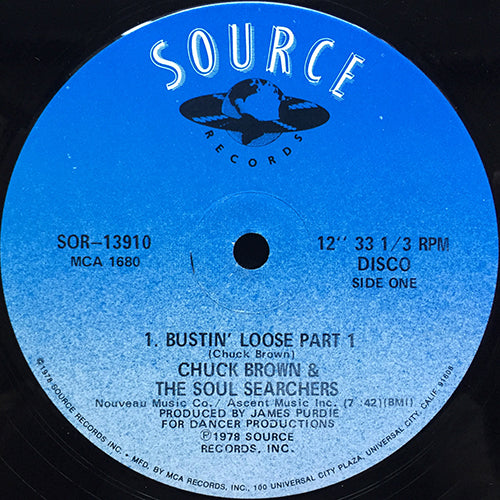 SOURCE
RECORDS
SOR-13910
MCA 1680
12" 33 1/3 RPM
DISCO
SIDE ONE
1. BUSTIN' LOOSE PART 1
(Chuck Brown)
CHUCK BROWN &
THE SOUL SEARCHERS
Nouveau Music Co., Ascent Music Inc. (7:42)(BMI)
PRODUCED BY JAMES PURDIE
FOR DANCER PRODUCTIONS
Ⓟ1978 SOURCE
RECORDS, INC.
©1978 SOURCE RECORDS INC. • MFD. BY MCA RECORDS, INC., 100 UNIVERSAL CITY PLAZA, UNIVERSAL CITY, CALIF. 91608